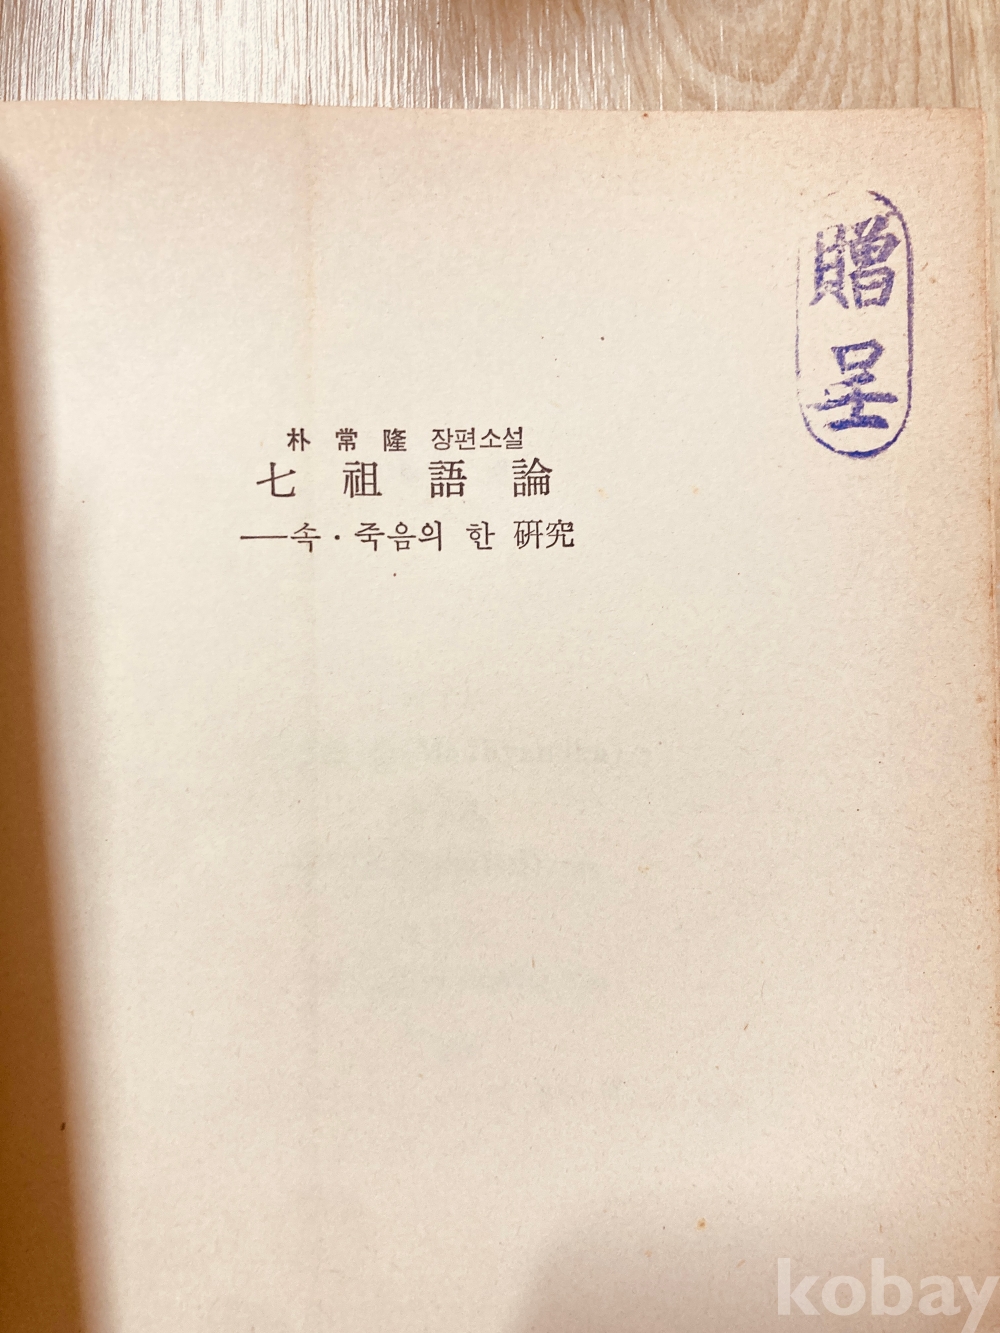 朴常隆 장편소설
七祖語論
──속·죽음의 한 硏究
贈呈
kobay